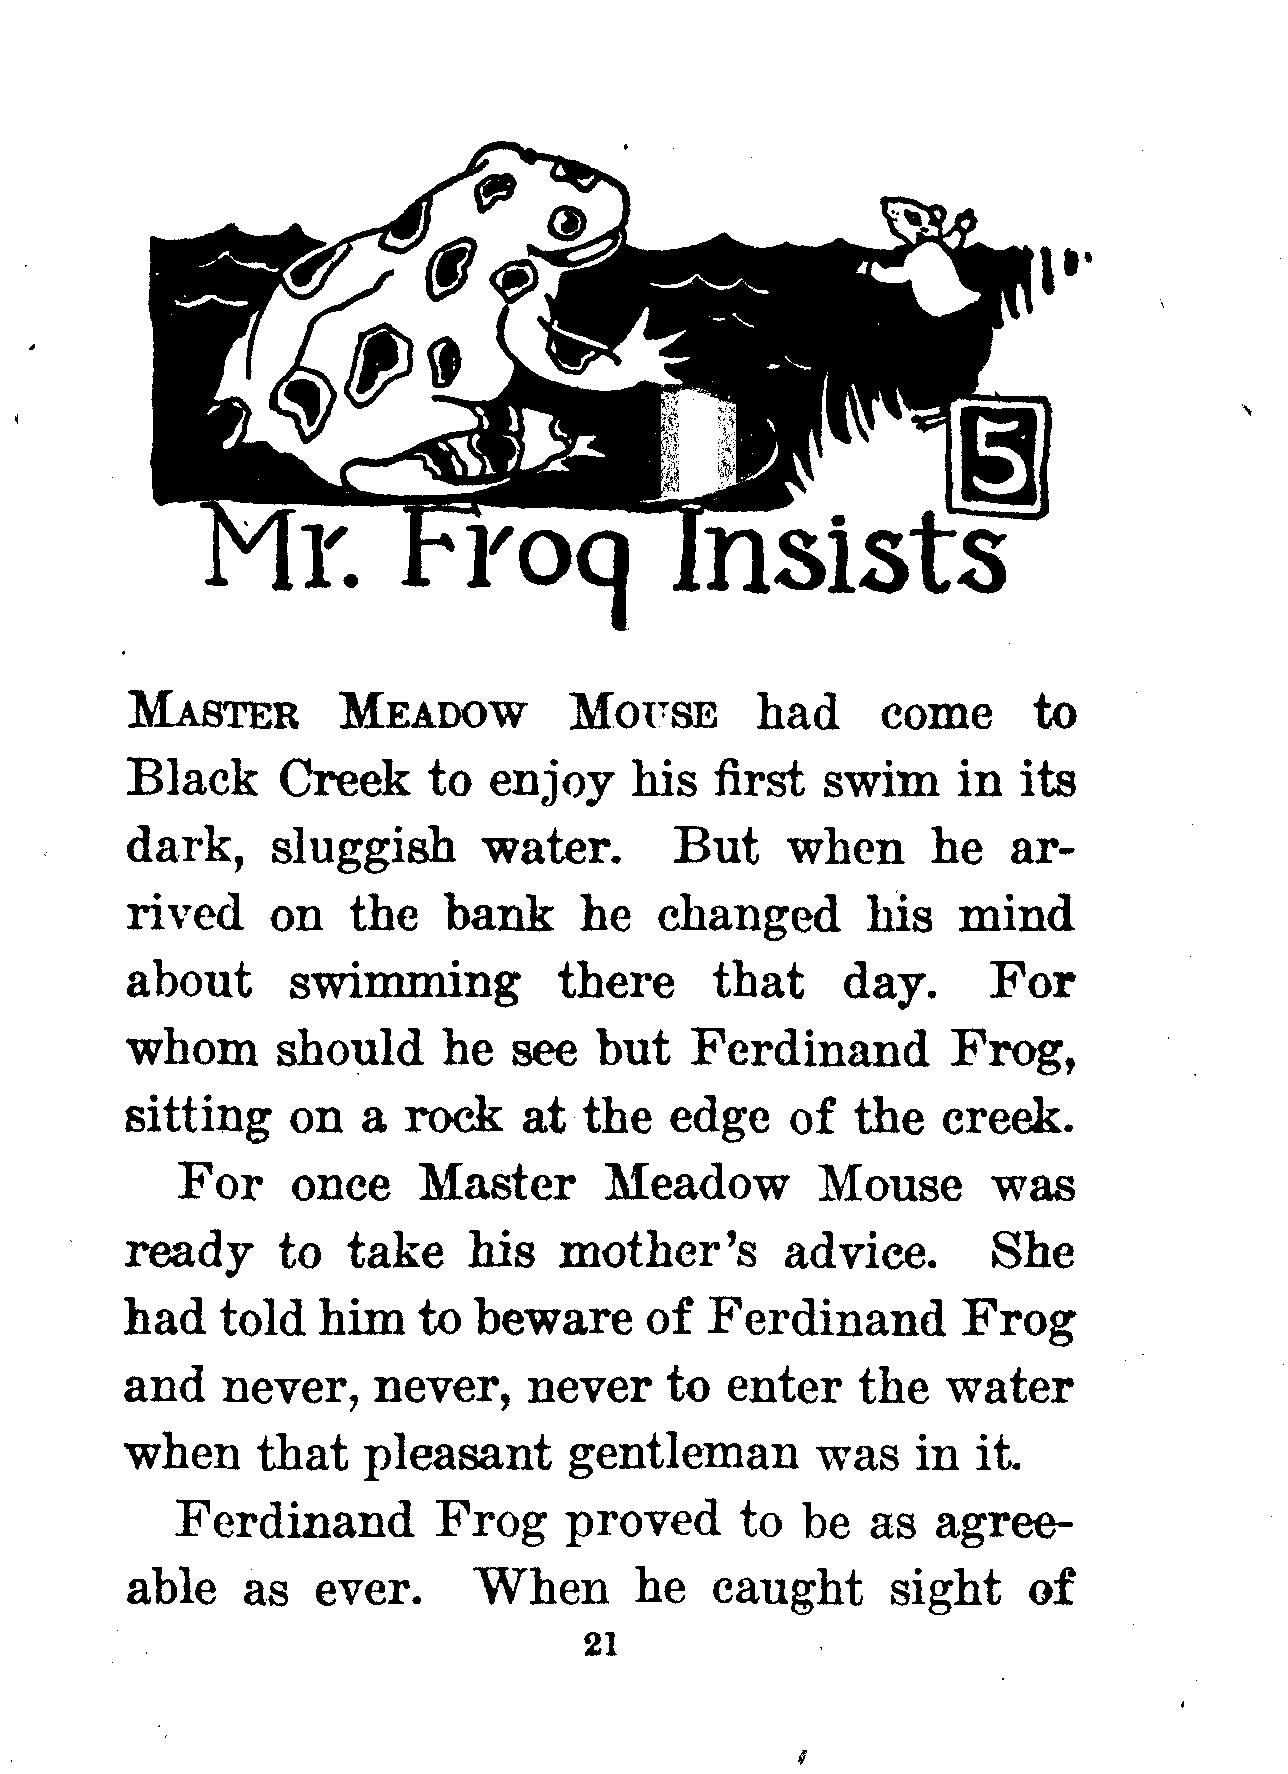 5
Mr. Frog Insists
MASTER MEADOW MOUSE had come to
Black Creek to enjoy his first swim in its
dark, sluggish water. But when he ar-
rived on the bank he changed his mind
about swimming there that day. For
whom should he see but Ferdinand Frog,
sitting on a rock at the edge of the creek.
For once Master Meadow Mouse was
ready to take his mother's advice. She
had told him to beware of Ferdinand Frog
and never, never, never to enter the water
when that pleasant gentleman was in it.
Ferdinand Frog proved to be as agree-
able as ever. When he caught sight of
21